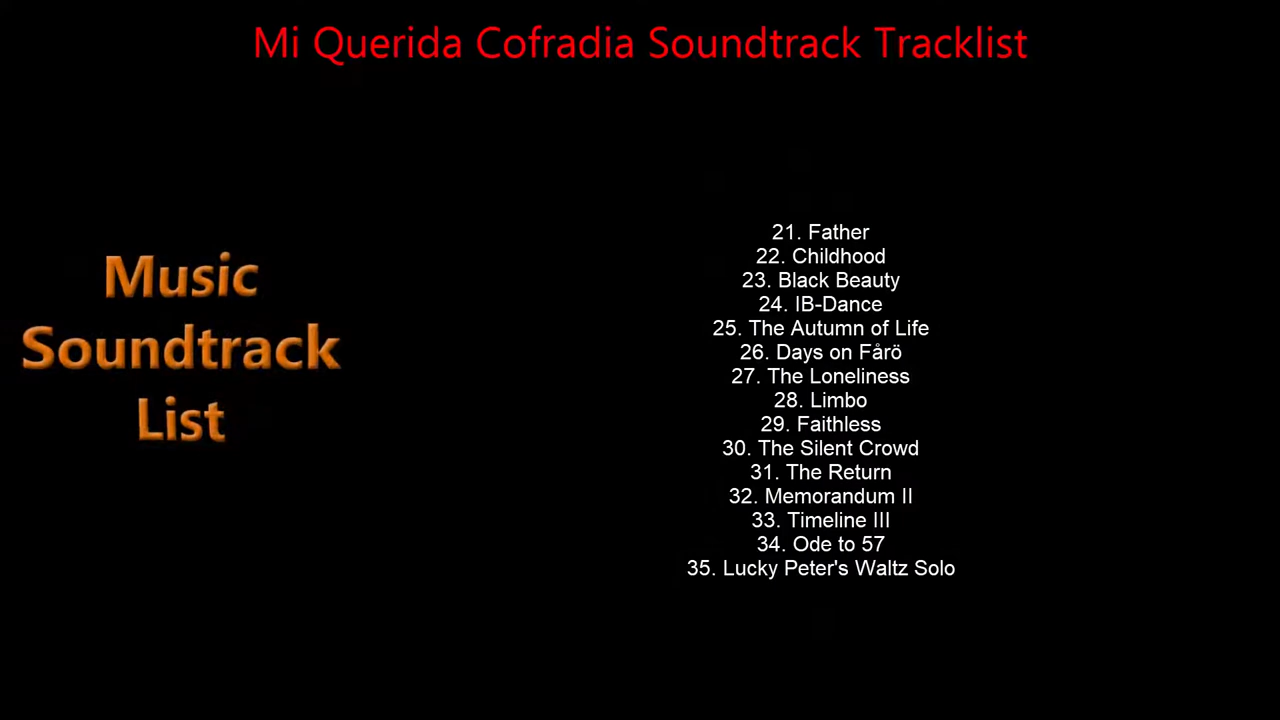 Mi Querida Cofradia Soundtrack Tracklist
Music
Soundtrack
List
21. Father
22. Childhood
23. Black Beauty
24. IB-Dance
25. The Autumn of Life
26. Days on Fårö
27. The Loneliness
28. Limbo
29. Faithless
30. The Silent Crowd
31. The Return
32. Memorandum II
33. Timeline III
34. Ode to 57
35. Lucky Peter's Waltz Solo